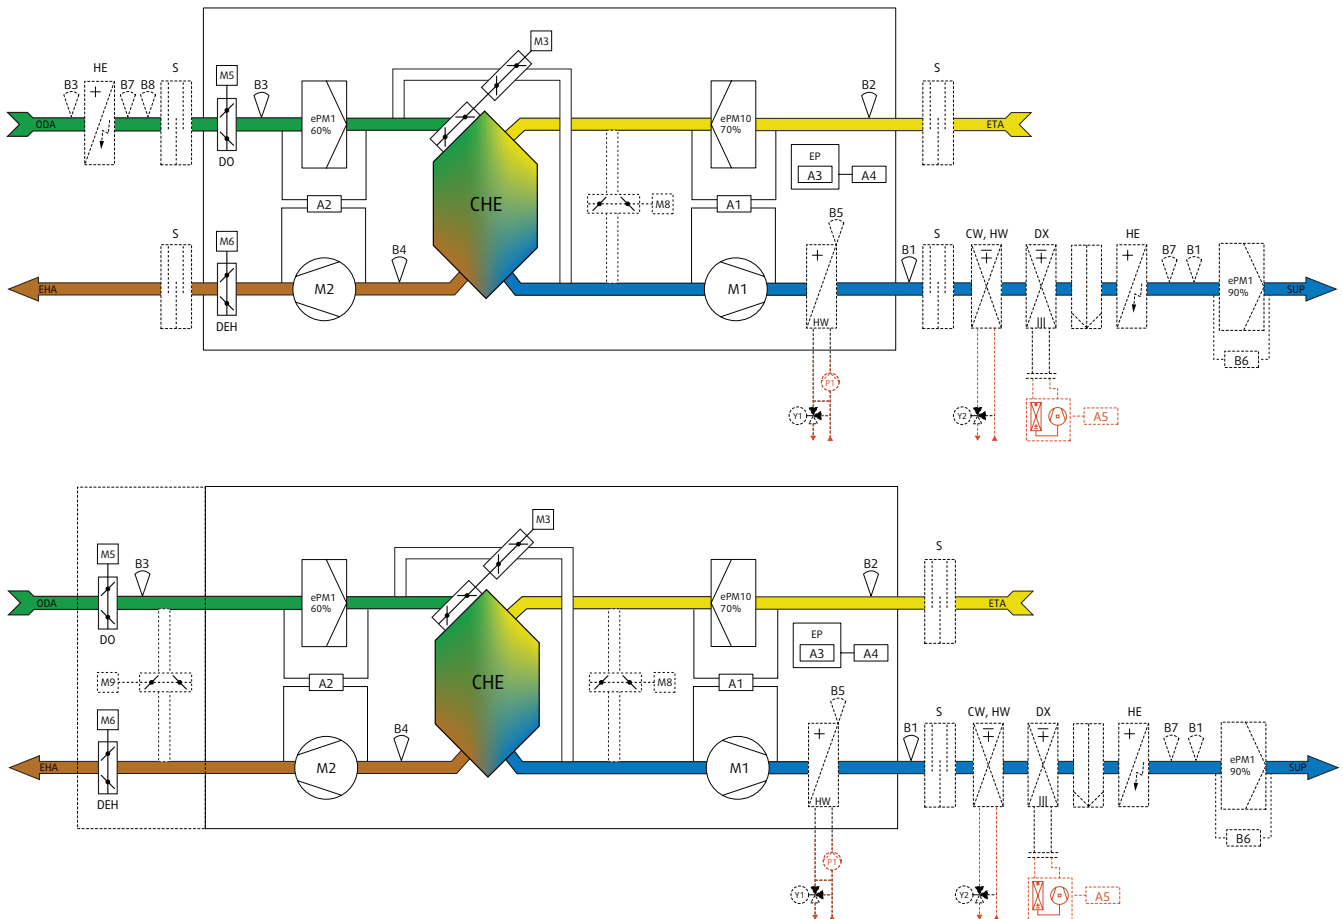 M3
HE
S
M5
S
B3
B7
B8
B3
B2
ODA
ePM1
60%
ePM10
70%
ETA
DO
EP
A3
A4
A2
CHE
M8
A1
B5
S
M6
B4
B1
S
CW, HW
DX
HE
B7
B1
EHA
M2
M1
ePM1
90%
SUP
DEH
HW
B6
P1
Y1
Y2
A5
M3
M5
S
B3
B2
ODA
ePM1
60%
ePM10
70%
ETA
DO
EP
A3
A4
M9
A2
CHE
M8
A1
B5
M6
B4
B1
S
CW, HW
DX
HE
B7
B1
EHA
M2
M1
ePM1
90%
SUP
DEH
HW
B6
P1
Y1
Y2
A5